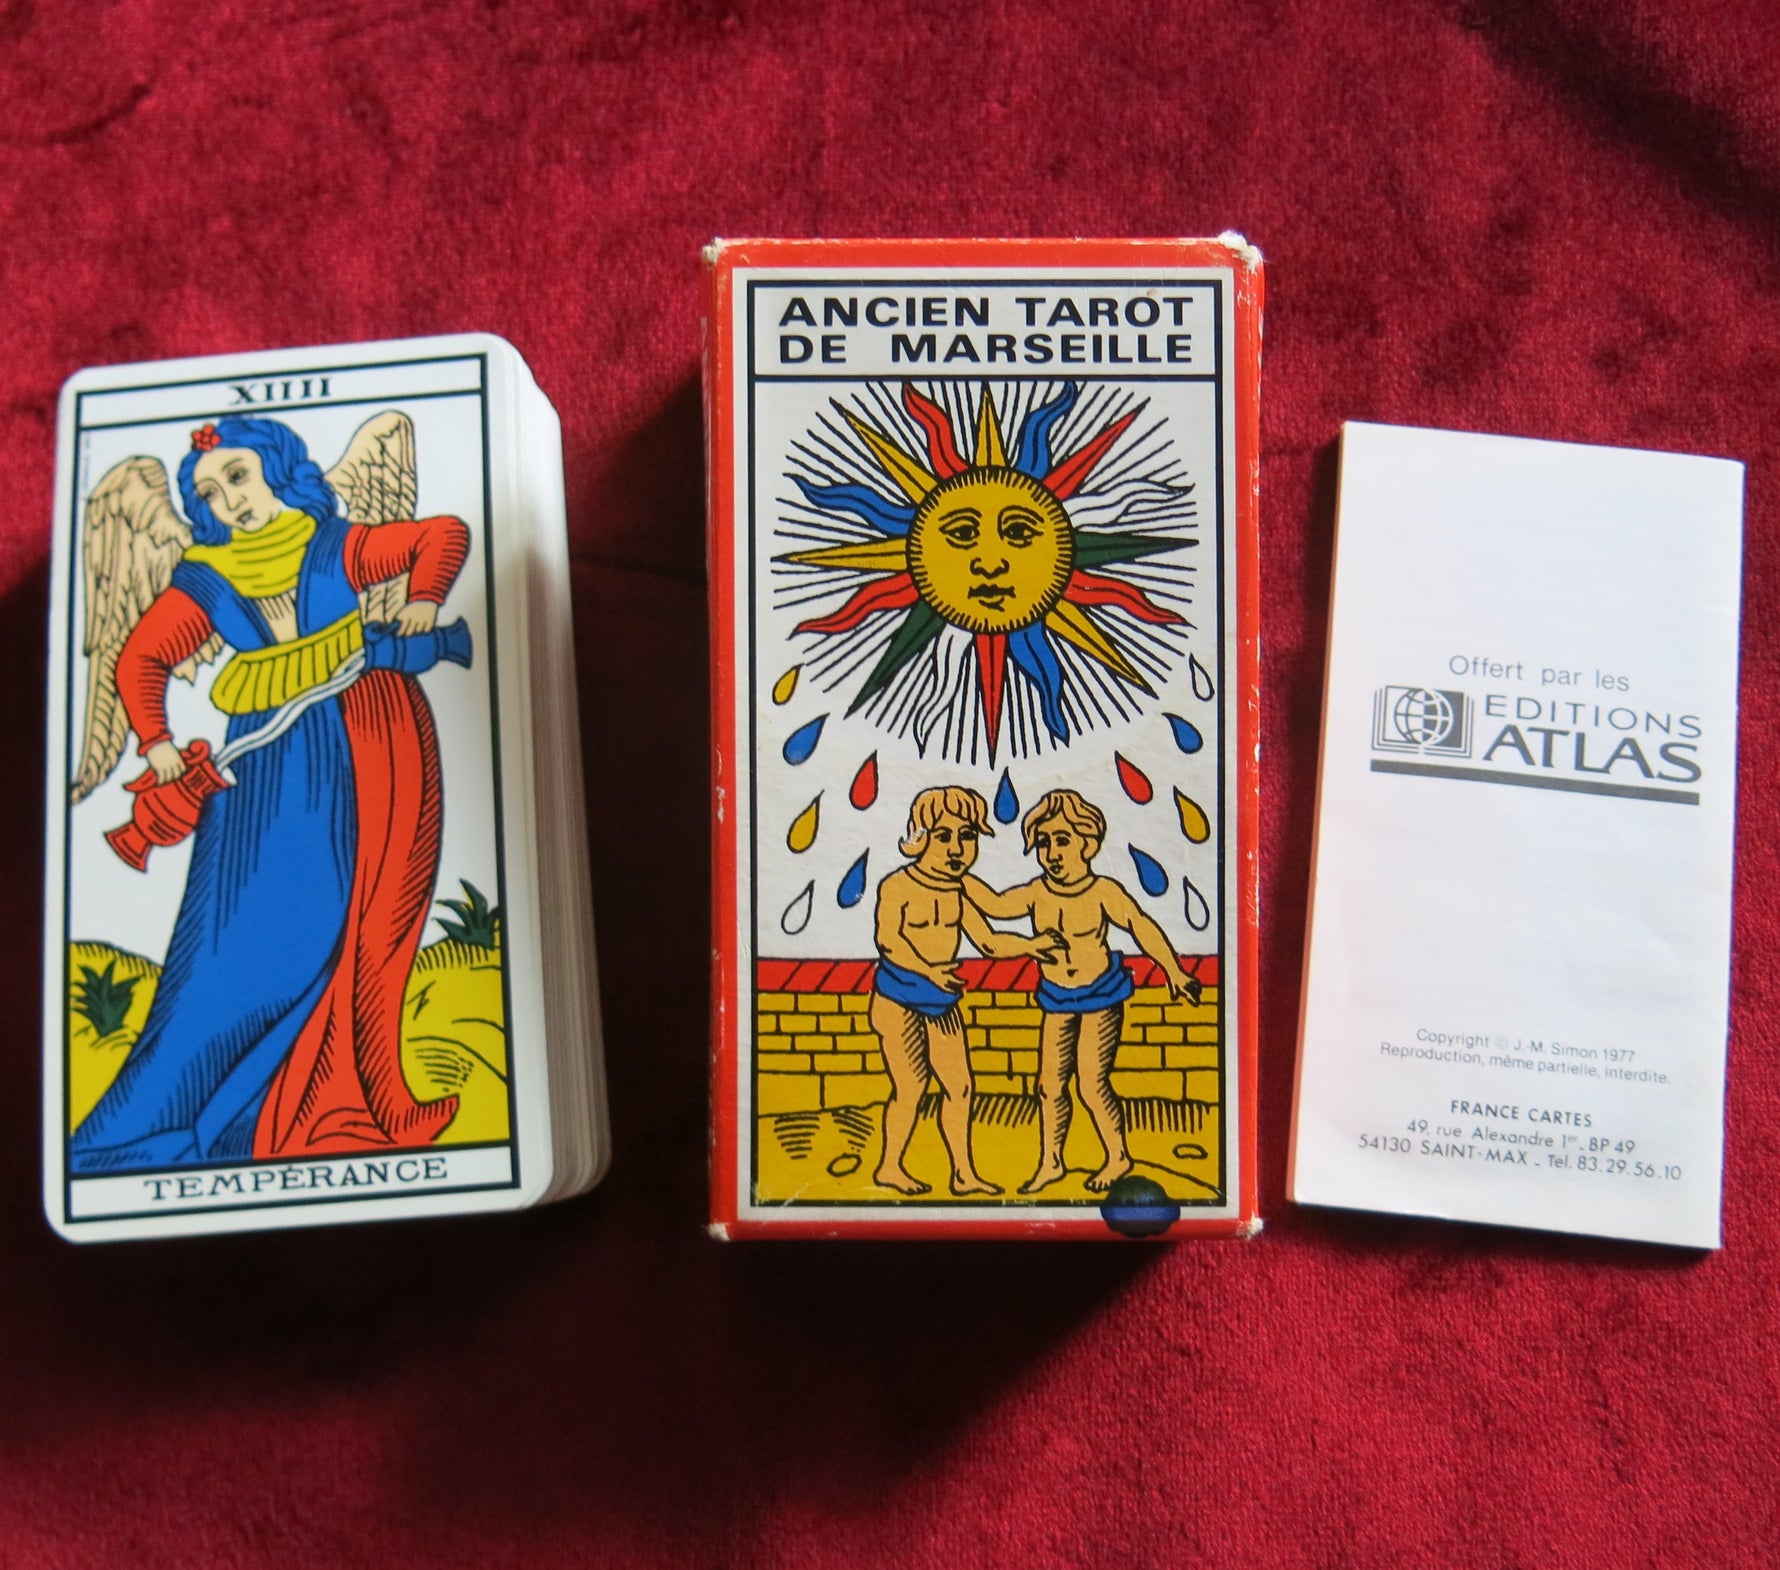 XIIII
TEMPÉRANCE
ANCIEN TAROT
DE MARSEILLE
Offert par les
EDITIONS
ATLAS
Copyright © J.-M. Simon 1977
Reproduction, même partielle, interdite.
FRANCE CARTES
49, rue Alexandre 1er - BP 49
54130 SAINT-MAX - Tél. 83.29.56.10